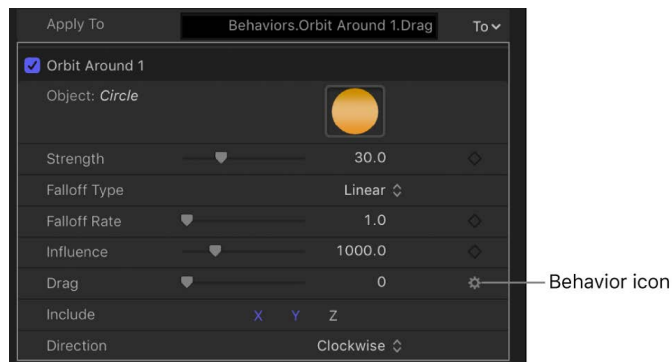 Apply To Behaviors.Orbit Around 1.Drag To
Orbit Around 1
Object: Circle
Strength 30.0
Falloff Type Linear
Falloff Rate 1.0
Influence 1000.0
Drag 0 Behavior icon
Include X Y Z
Direction Clockwise